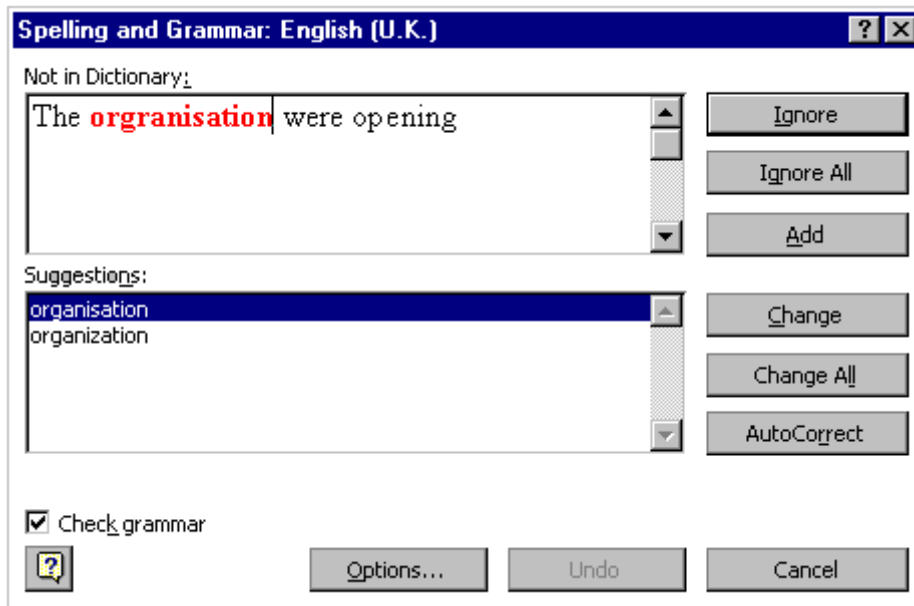 Spelling and Grammar: English (U.K.)
Not in Dictionary:
The orgranisation were opening
Ignore
Ignore All
Add
Suggestions:
organisation
organization
Change
Change All
AutoCorrect
Check grammar
Options... Undo Cancel